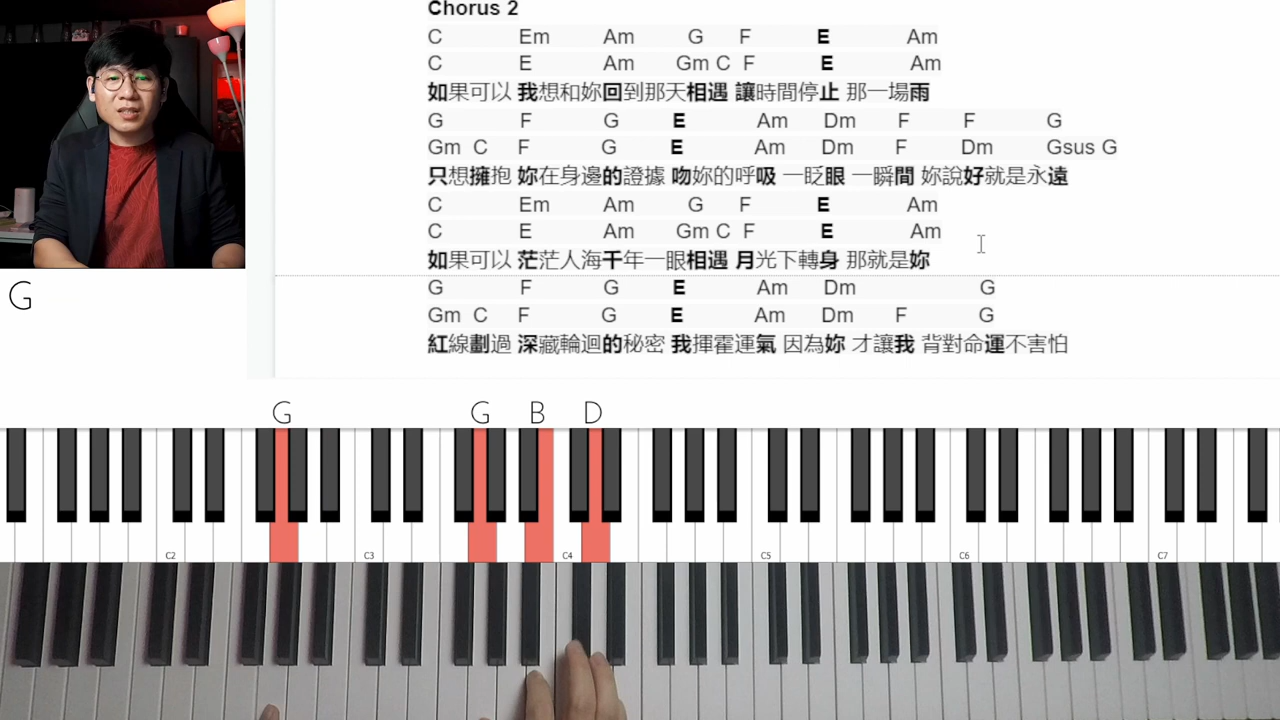 Chorus 2
C Em Am G F E Am
C E Am Gm C F E Am
如果可以 我想和妳回到那天相遇 讓時間停止 那一場雨
G F G E Am Dm F F G
Gm C F G E Am Dm F Dm Gsus G
只想擁抱 妳在身邊的證據 吻妳的呼吸 一眨眼 一瞬間 妳說好就是永遠
C Em Am G F E Am
C E Am Gm C F E Am
如果可以 茫茫人海千年一眼相遇 月光下轉身 那就是妳
G F G E Am Dm G
Gm C F G E Am Dm F G
紅線劃過 深藏輪迴的秘密 我揮霍運氣 因為妳 才讓我 背對命運不害怕
G
G G B D
C2 C3 C4 C5 C6 C7